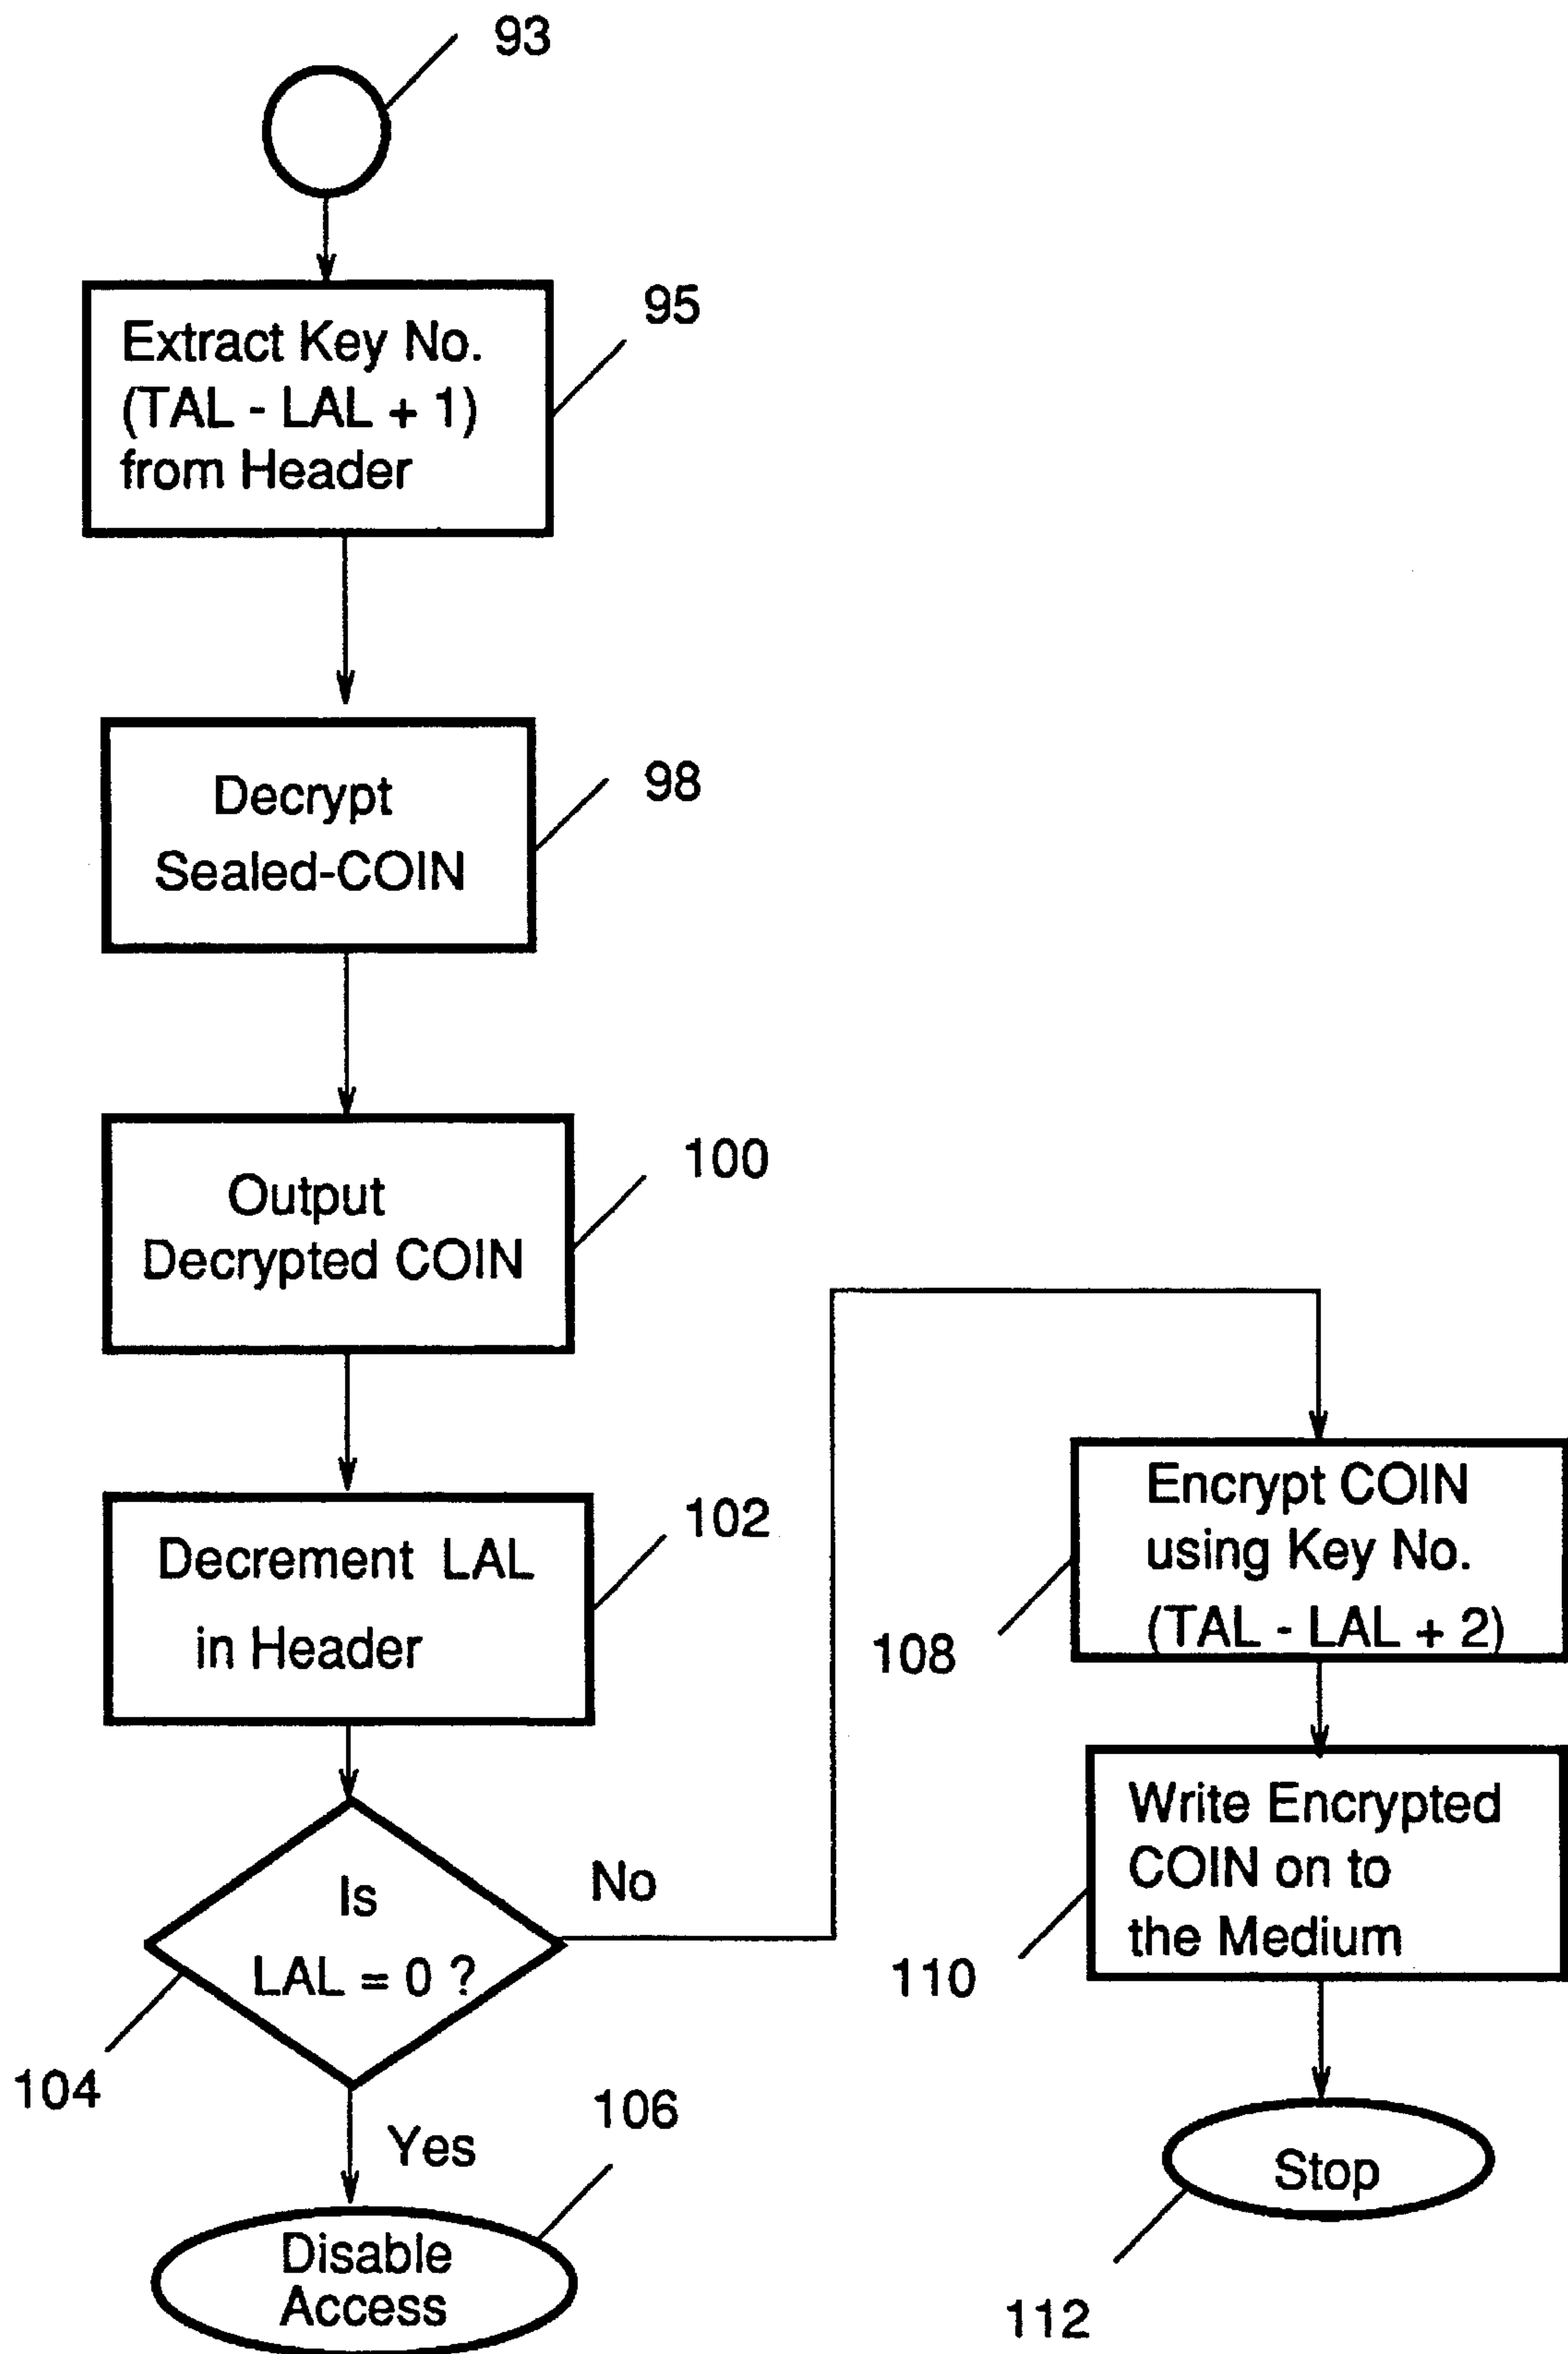 93
Extract Key No.
(TAL - LAL + 1)
from Header
95
Decrypt
Sealed-COIN
98
Output
Decrypted COIN
100
Decrement LAL
in Header
102
Is
LAL = 0 ?
104
No
Yes
Disable
Access
106
Encrypt COIN
using Key No.
(TAL - LAL + 2)
108
Write Encrypted
COIN on to
the Medium
110
Stop
112